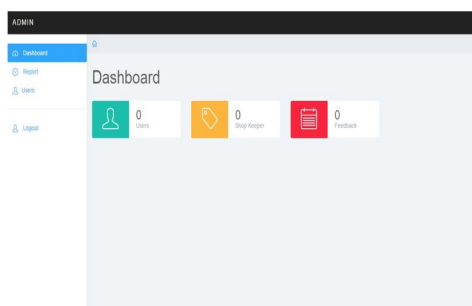 ADMIN
Dashboard
Report
Users
Logout
Dashboard
0
Users
0
Shop Keeper
0
Feedback